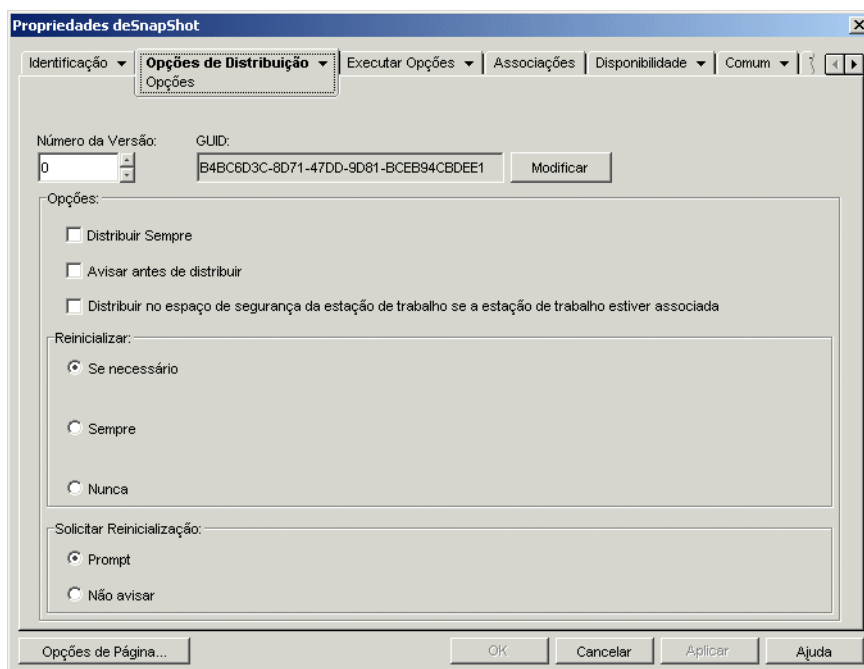 Propriedades deSnapShot
Identificação Opções de Distribuição Executar Opções Associações Disponibilidade Comum
Opções
Número da Versão: GUID:
0 B4BC6D3C-8D71-47DD-9D81-BCEB94CBDEE1 Modificar
Opções:
Distribuir Sempre
Avisar antes de distribuir
Distribuir no espaço de segurança da estação de trabalho se a estação de trabalho estiver associada
Reinicializar:
Se necessário
Sempre
Nunca
Solicitar Reinicialização:
Prompt
Não avisar
Opções de Página... OK Cancelar Aplicar Ajuda